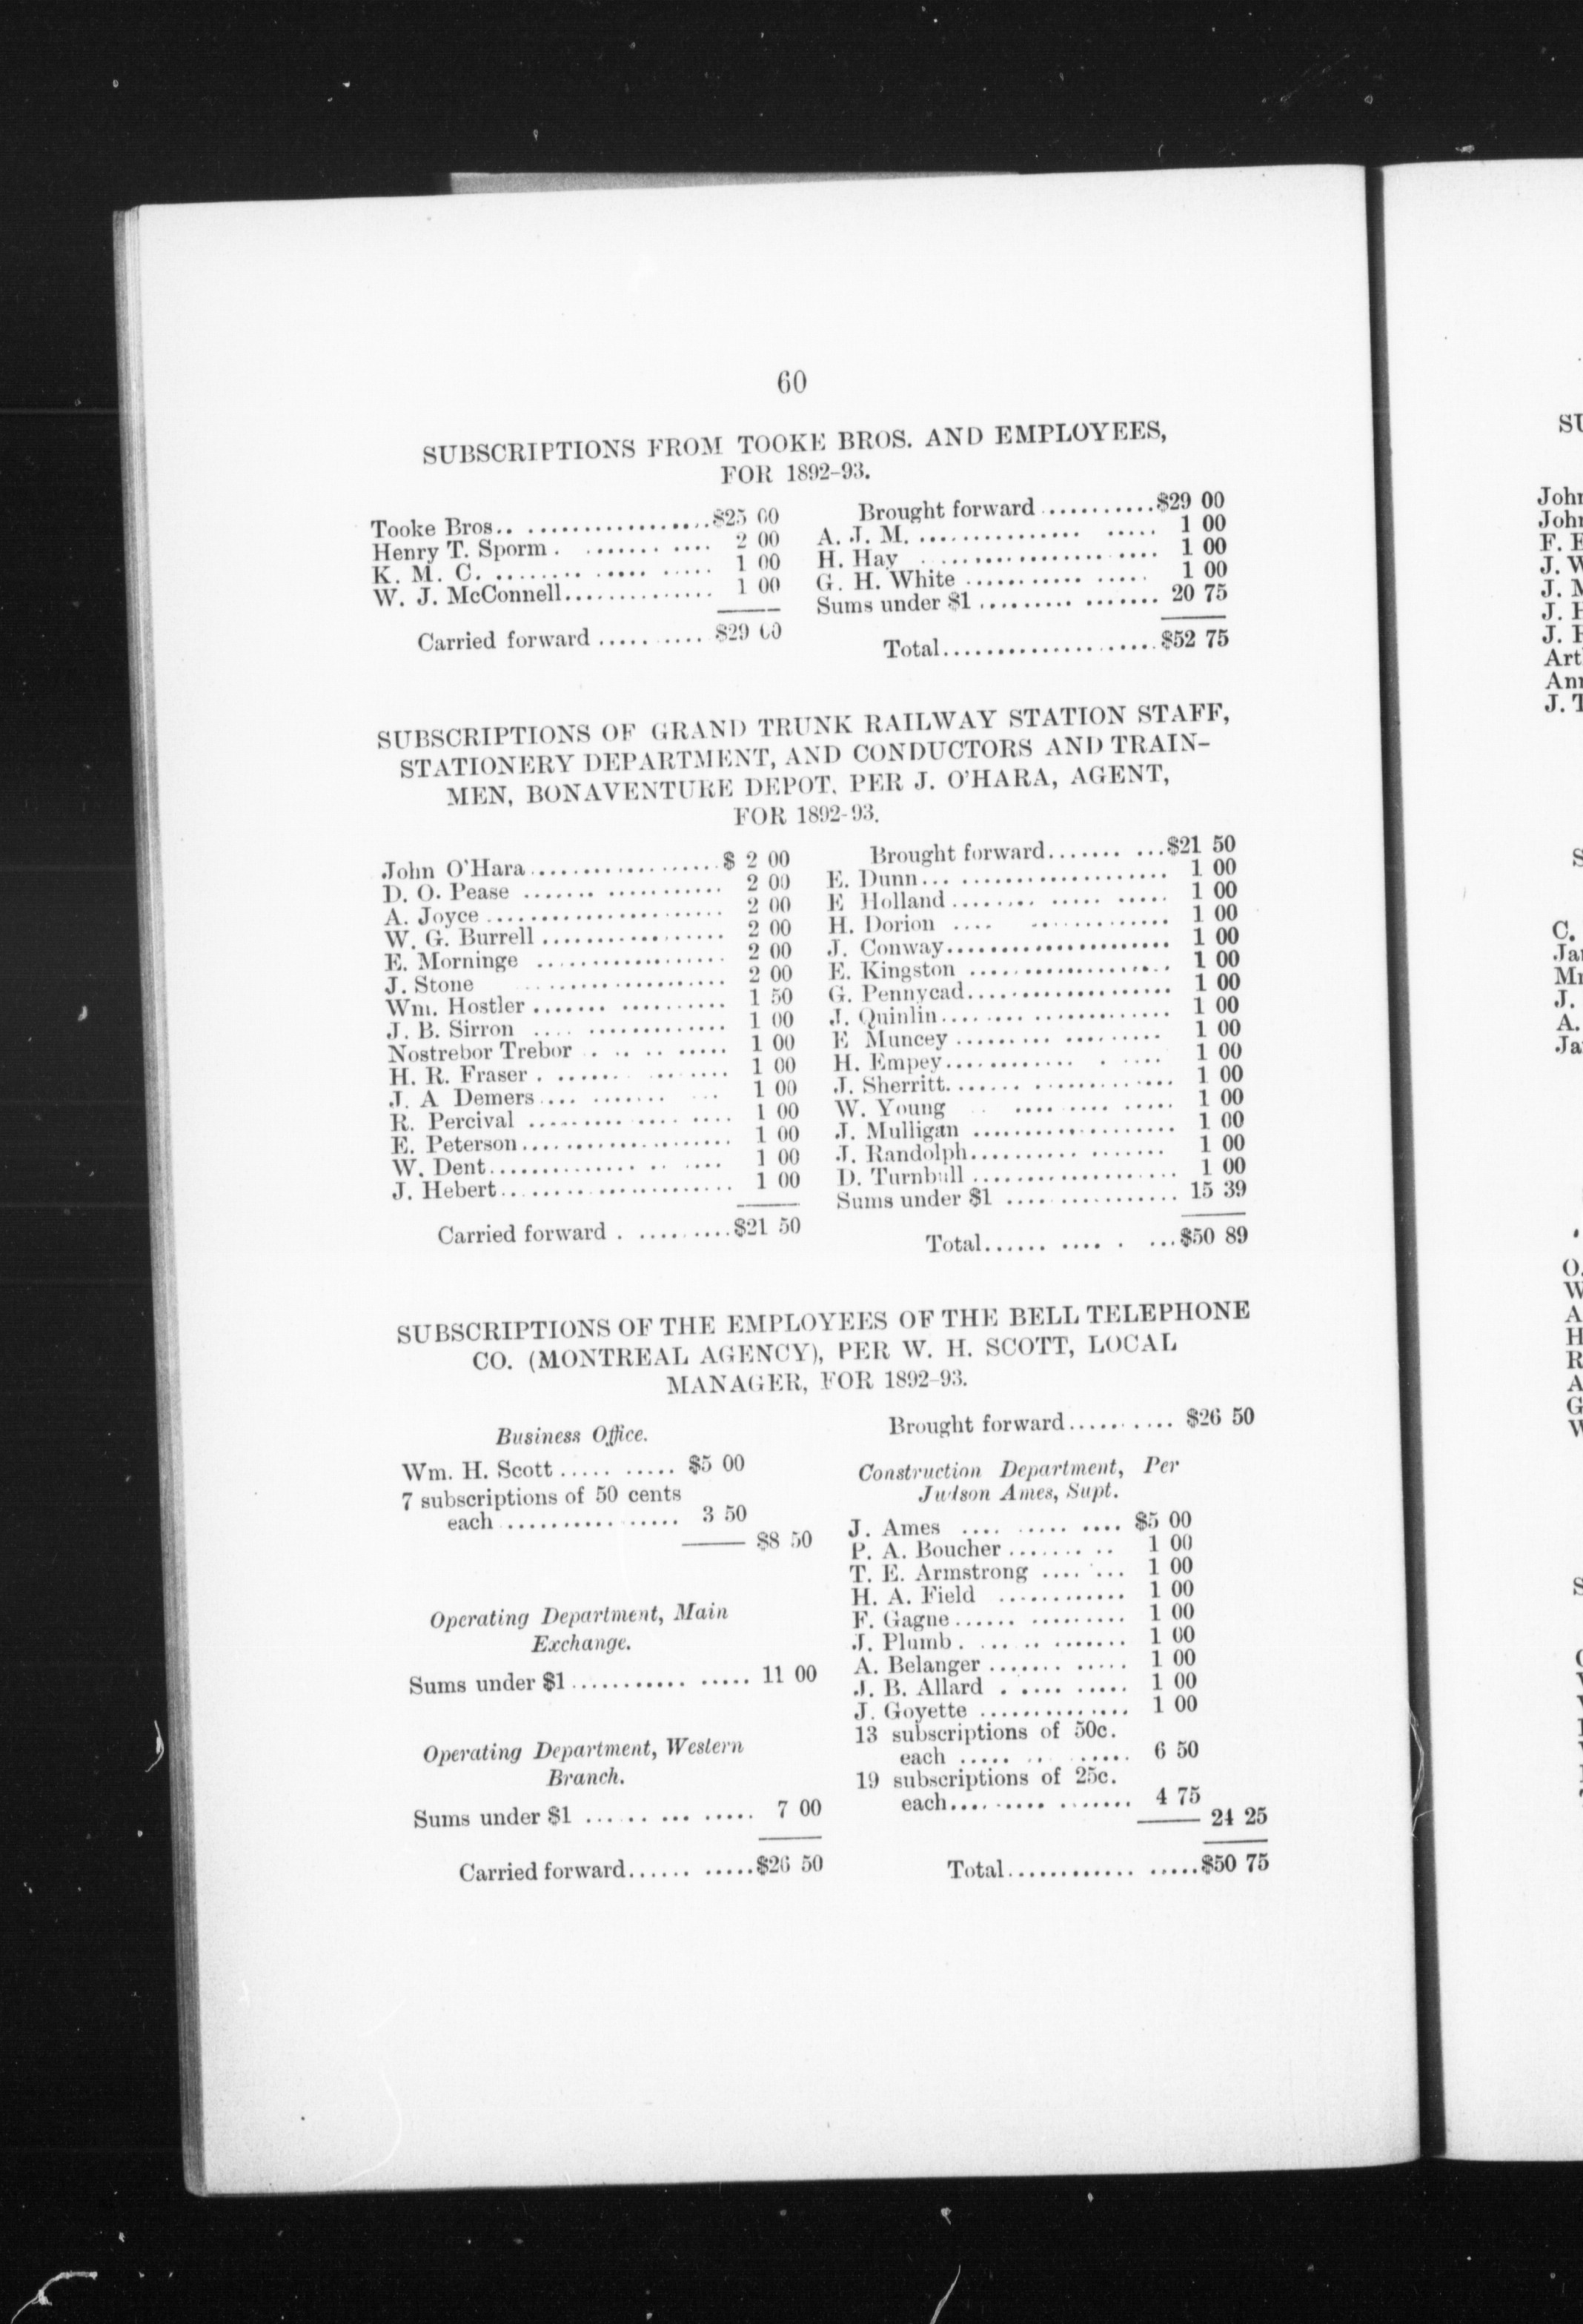 60
SUBSCRIPTIONS FROM TOOKE BROS. AND EMPLOYEES,
FOR 1892-93.
Tooke Bros.. ..................$25 00
Henry T. Sporm . ....... .... 2 00
K. M. C. ........ ..... ..... 1 00
W. J. McConnell.............. 1 00
Carried forward ..... ..... $29 00
Brought forward ..........$29 00
A. J. M. ............... ..... 1 00
H. Hay ...................... 1 00
G. H. White ........... ..... 1 00
Sums under $1 ......... ....... 20 75
Total....................$52 75
SUBSCRIPTIONS OF GRAND TRUNK RAILWAY STATION STAFF,
STATIONERY DEPARTMENT, AND CONDUCTORS AND TRAIN-
MEN, BONAVENTURE DEPOT, PER J. O'HARA, AGENT,
FOR 1892-93.
John O'Hara..................$ 2 00
D. O. Pease ....... ........... 2 00
A. Joyce ....................... 2 00
W. G. Burrell .................. 2 00
E. Morninge .................. 2 00
J. Stone .................... 2 00
Wm. Hostler ....... ........... 1 50
J. B. Sirron .... .............. 1 00
Nostrebor Trebor . .. .. ..... 1 00
H. R. Fraser . ...... .. ..... 1 00
J. A Demers.... ....... ... 1 00
R. Percival ......... .... .... 1 00
E. Peterson..................... 1 00
W. Dent.............. .. .... 1 00
J. Hebert....................... 1 00
Carried forward . ..........$21 50
Brought forward....... ...$21 50
E. Dunn... .................... 1 00
E Holland........ ..... ..... 1 00
H. Dorion .... ............. 1 00
J. Conway...................... 1 00
E. Kingston ................... 1 00
G. Pennycad.................... 1 00
J. Quinlin........ ............. 1 00
E Muncey ......... .......... 1 00
H. Empey............. . .... 1 00
J. Sherritt....... .............. 1 00
W. Young .... .... ..... 1 00
J. Mulligan .................... 1 00
J. Randolph.......... ....... 1 00
D. Turnbull .................... 1 00
Sums under $1 ................. 15 39
Total...... .... . ...$50 89
SUBSCRIPTIONS OF THE EMPLOYEES OF THE BELL TELEPHONE
CO. (MONTREAL AGENCY), PER W. H. SCOTT, LOCAL
MANAGER, FOR 1892-93.
Business Office.
Wm. H. Scott ..... ..... $5 00
7 subscriptions of 50 cents
each ................. 3 50
$8 50
Operating Department, Main
Exchange.
Sums under $1 ........... ..... 11 00
Operating Department, Western
Branch.
Sums under $1 ...... ... ..... 7 00
Carried forward...... .....$26 50
Brought forward.......... $26 50
Construction Department, Per
Judson Ames, Supt.
J. Ames .... ..... .... $5 00
P. A. Boucher ....... .. 1 00
T. E. Armstrong .... ... 1 00
H. A. Field ............ 1 00
F. Gagne...... ......... 1 00
J. Plumb. ... .. ....... 1 00
A. Belanger ....... ..... 1 00
J. B. Allard . .... ..... 1 00
J. Goyette .............. 1 00
13 subscriptions of 50c.
each ..... .. ..... 6 50
19 subscriptions of 25c.
each......... ....... 4 75
24 25
Total............ .....$50 75
SU
John
John
F. E
J. W
J. M
J. H
Art
Ann
J. T
S
C.
Jan
J.
A.
Ja
O.
W
A
H
R
A
G
W
S